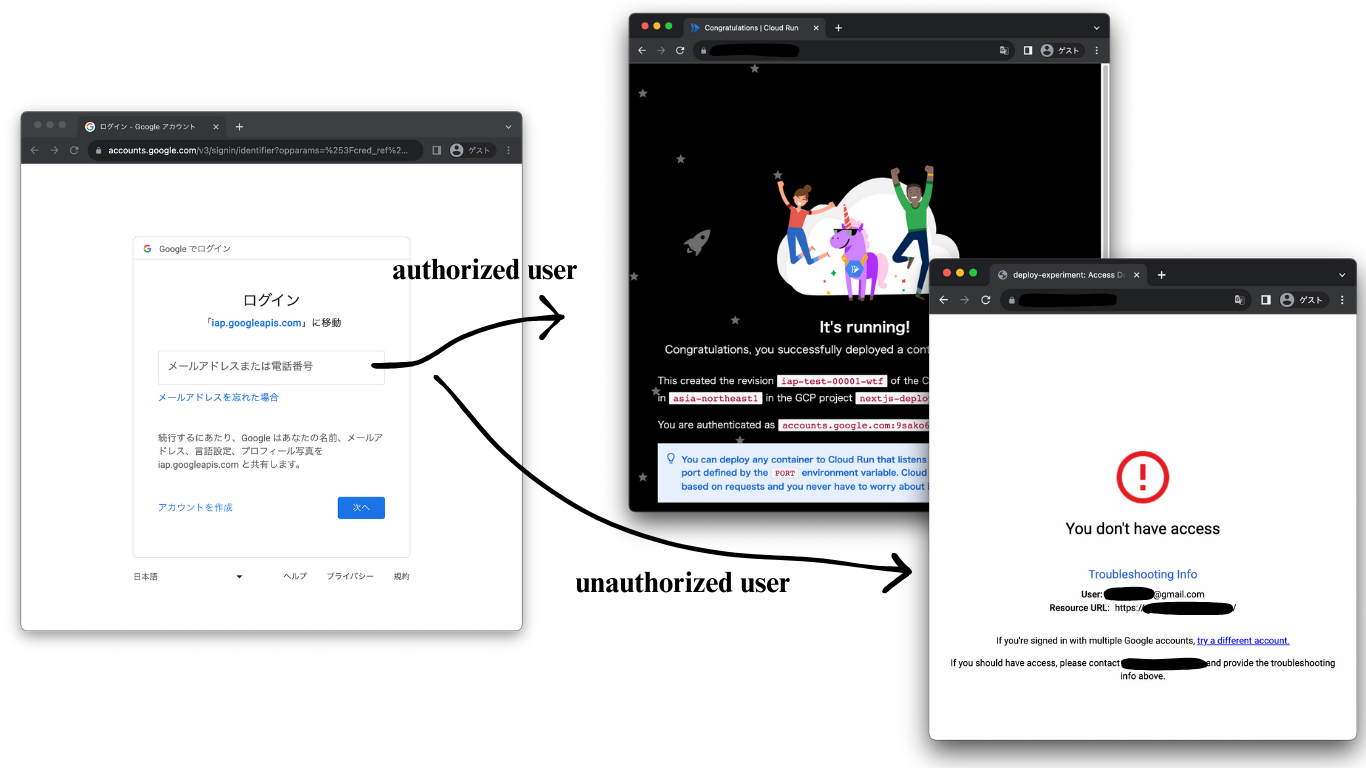 ログイン - Google アカウント
accounts.google.com/v3/signin/identifier?opparams=%253Fcred_ref%2...
ゲスト
Google でログイン
ログイン
「iap.googleapis.com」に移動
メールアドレスまたは電話番号
メールアドレスを忘れた場合
続行するにあたり、Google はあなたの名前、メールア
ドレス、言語設定、プロフィール写真を
iap.googleapis.com と共有します。
アカウントを作成
次へ
日本語
ヘルプ
プライバシー
規約
authorized user
unauthorized user
Congratulations | Cloud Run
ゲスト
It's running!
Congratulations, you successfully deployed a cont
This created the revision iap-test-00001-wtf of the C
in asia-northeast1 in the GCP project nextjs-deplo
You are authenticated as accounts.google.com:9sako6
You can deploy any container to Cloud Run that listens
port defined by the PORT environment variable. Cloud
based on requests and you never have to worry about
deploy-experiment: Access D
ゲスト
You don't have access
Troubleshooting Info
User: @gmail.com
Resource URL: https:/ /
If you're signed in with multiple Google accounts, try a different account.
If you should have access, please contact and provide the troubleshooting
info above.